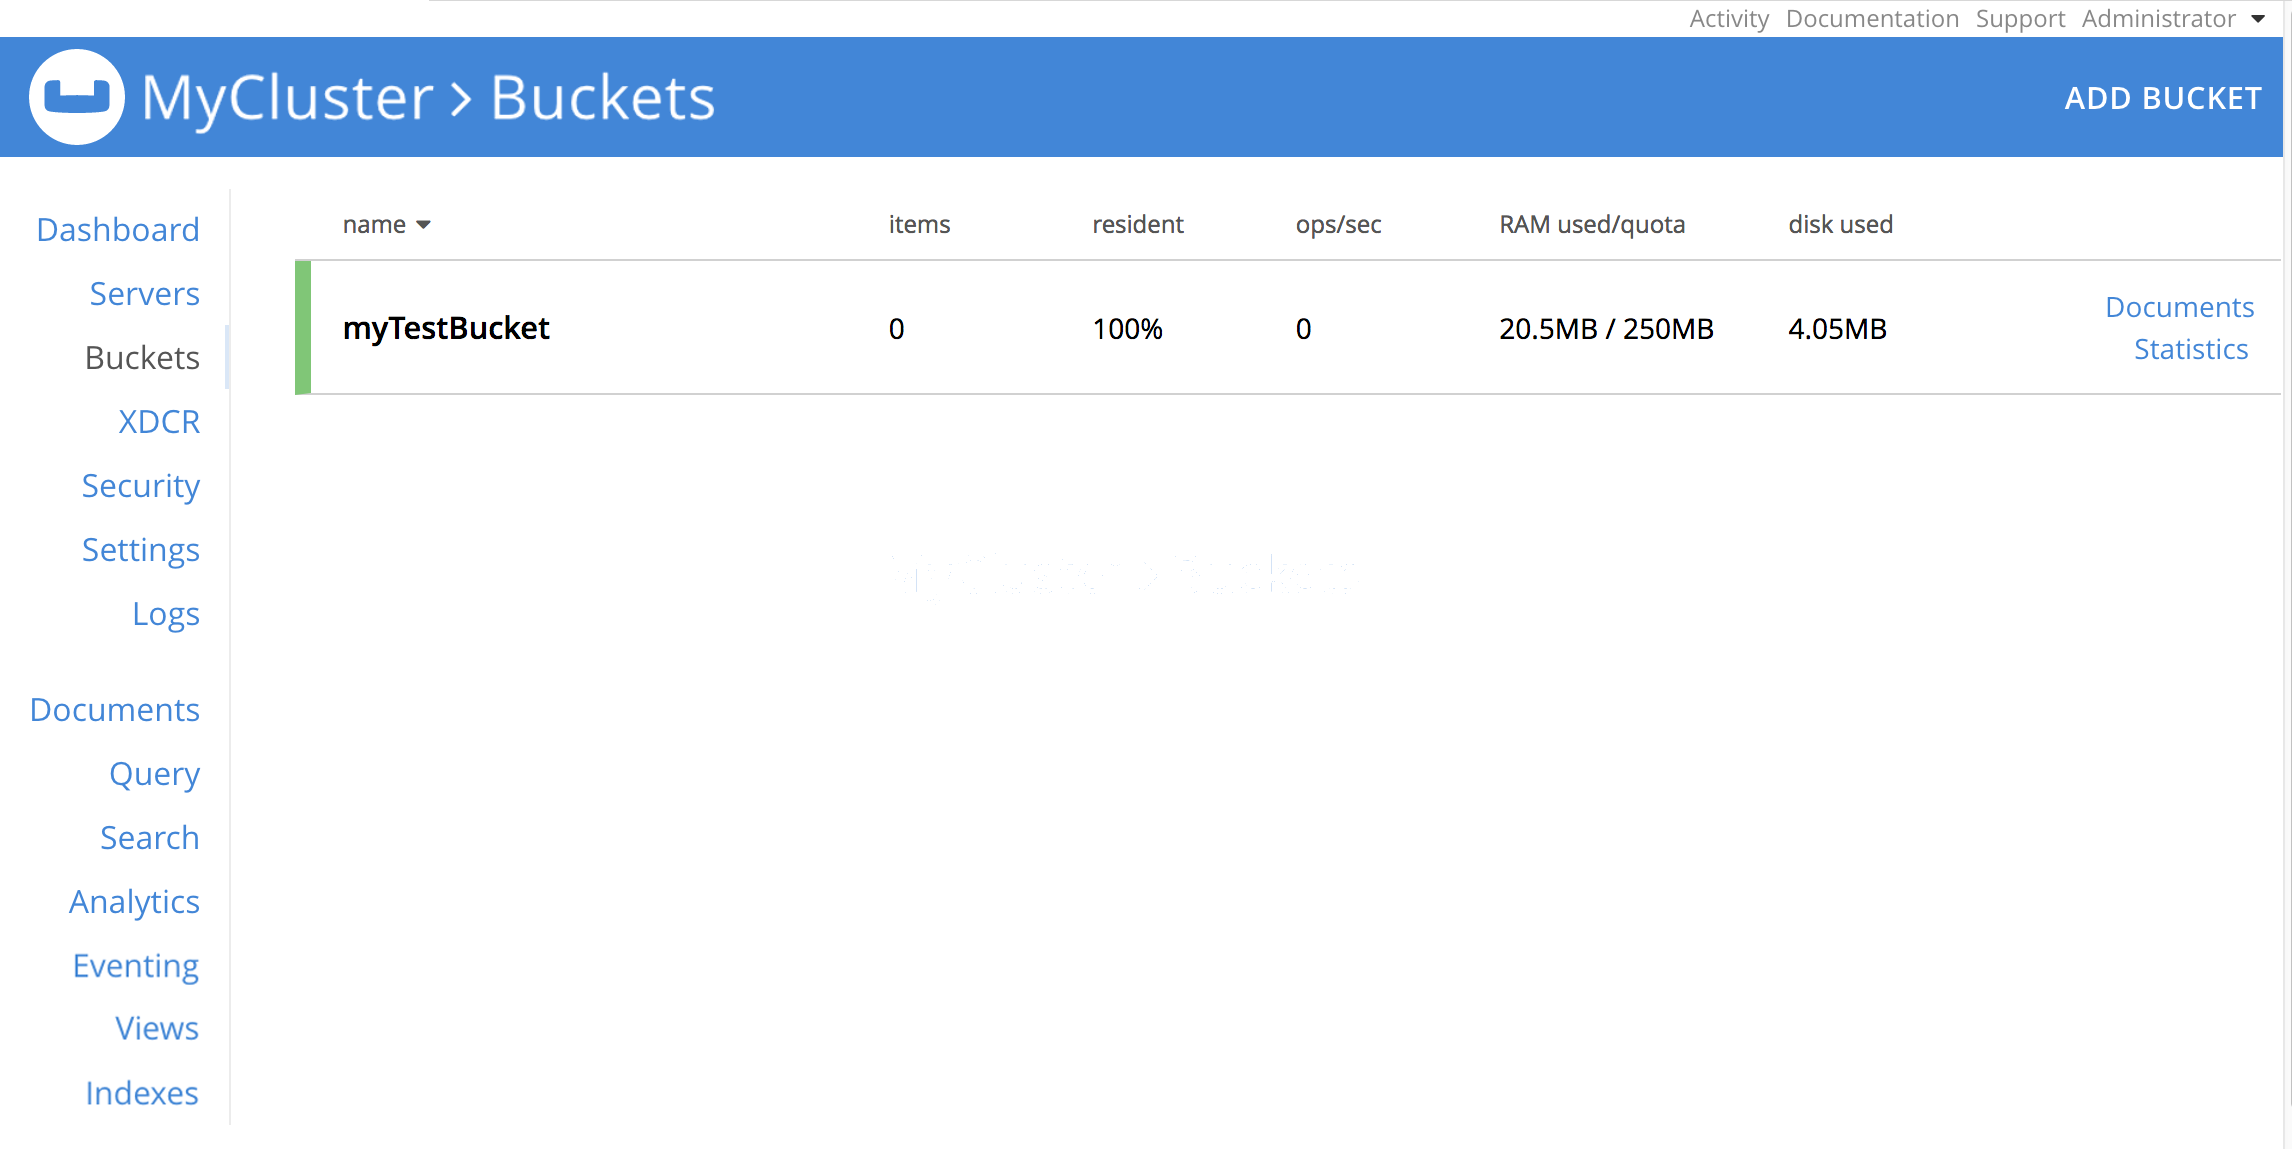 Activity Documentation Support Administrator
MyCluster > Buckets
ADD BUCKET
Dashboard
Servers
Buckets
XDCR
Security
Settings
Logs
Documents
Query
Search
Analytics
Eventing
Views
Indexes
name items resident ops/sec RAM used/quota disk used
myTestBucket 0 100% 0 20.5MB / 250MB 4.05MB
Documents
Statistics